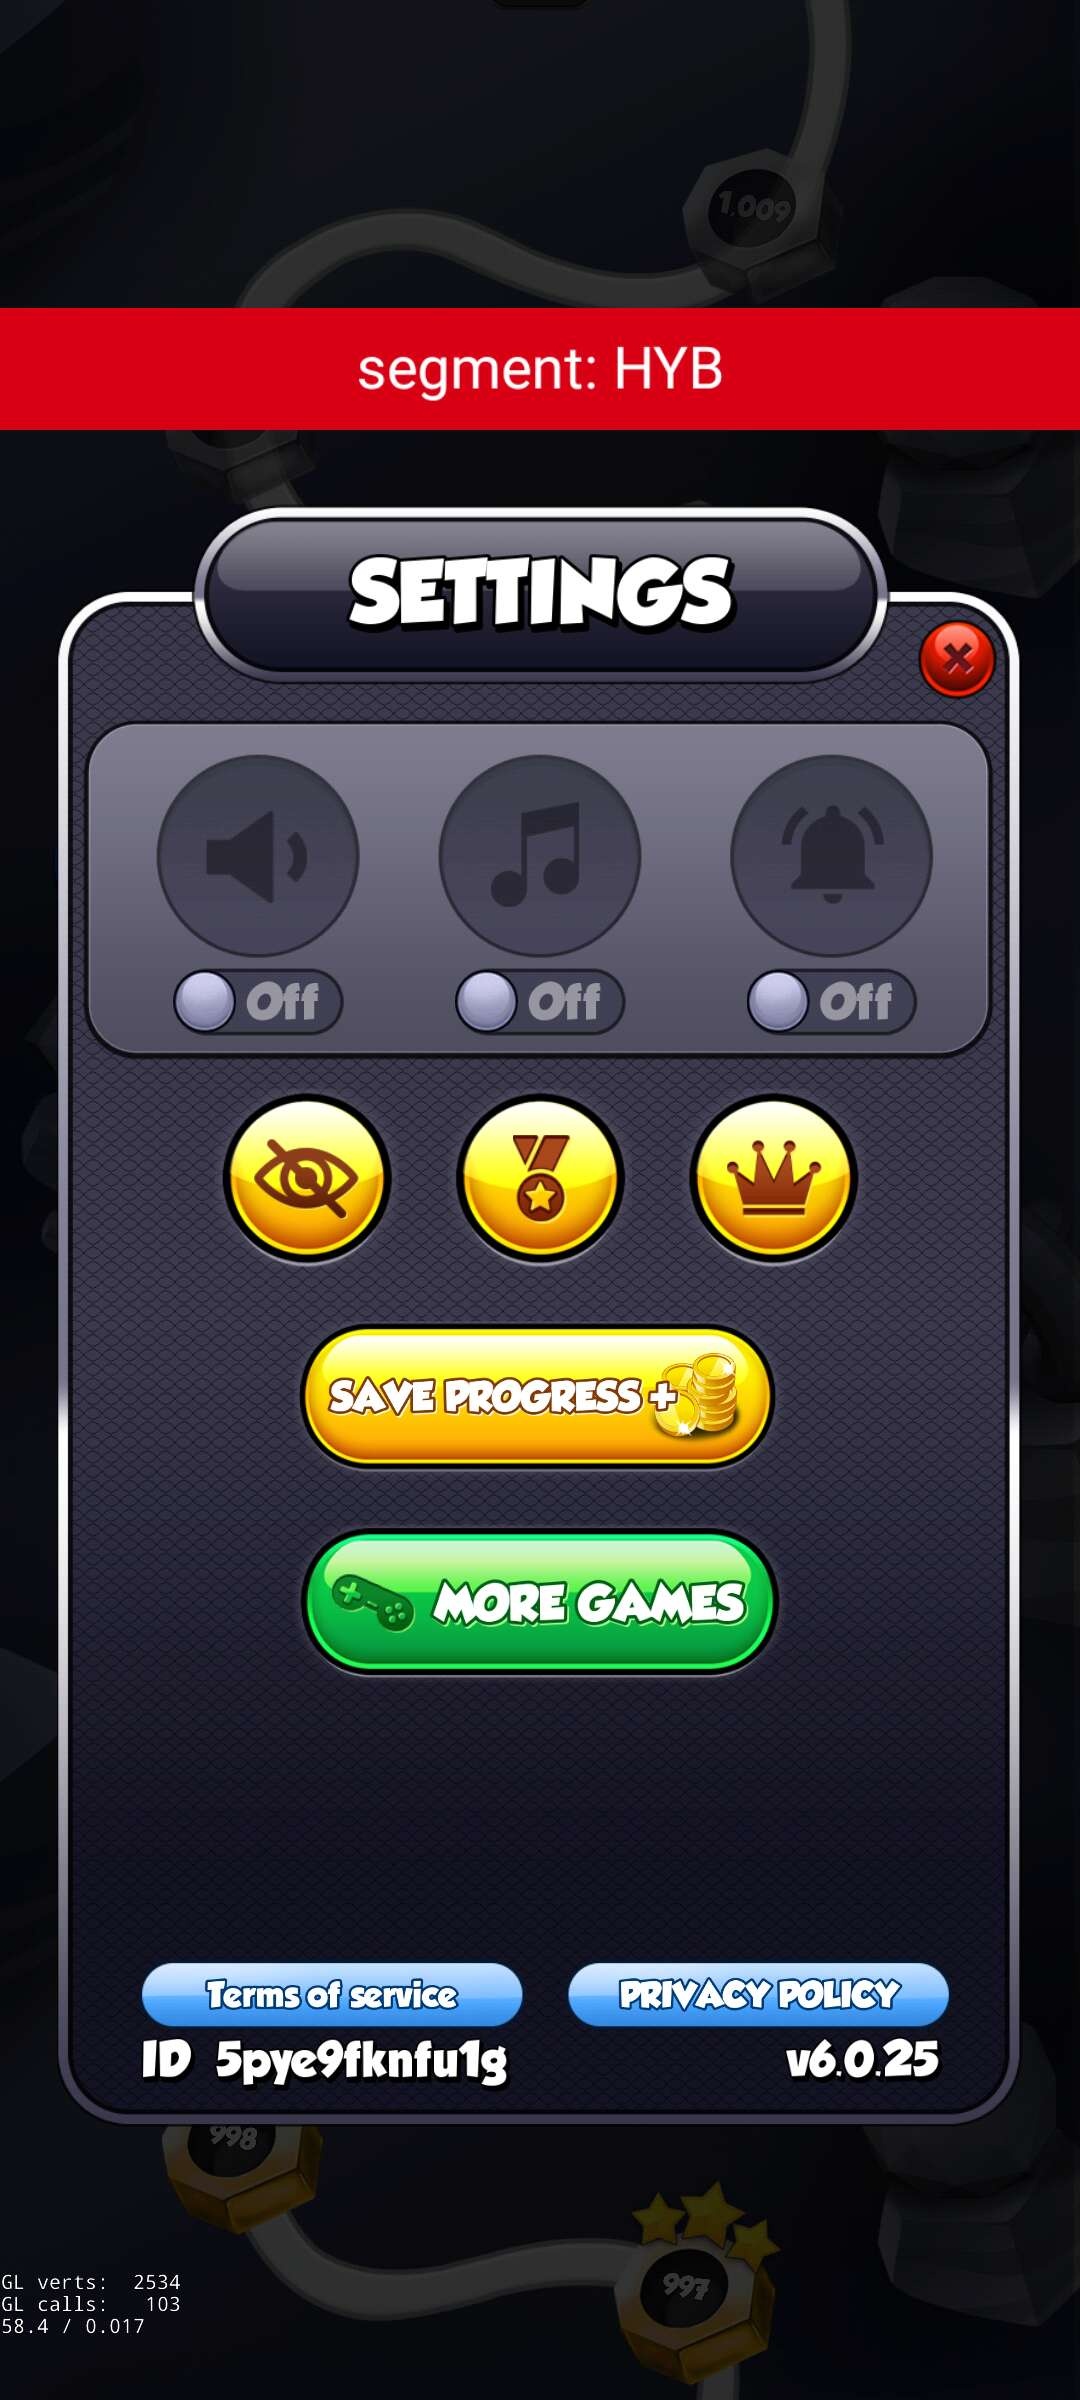 1,009
segment: HYB
SETTINGS
Off Off Off
SAVE PROGRESS +
MORE GAMES
Terms of service PRIVACY POLICY
ID 5pye9fknfu1g v6.0.25
998
997
GL verts: 2534
GL calls: 103
58.4 / 0.017